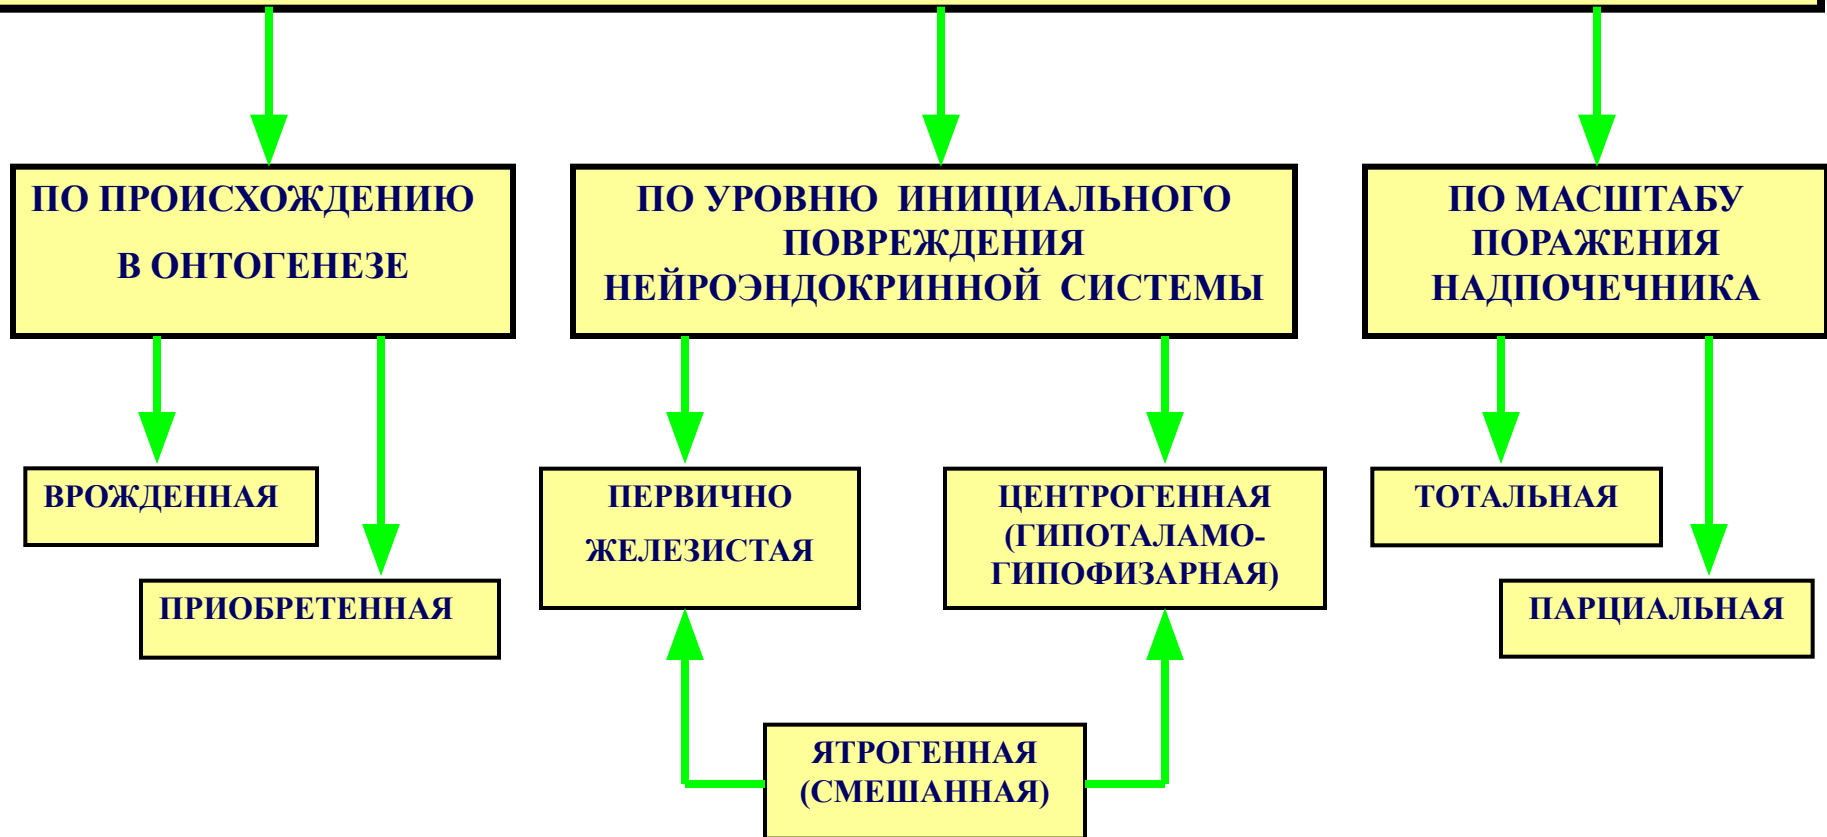 ПО ПРОИСХОЖДЕНИЮ
В ОНТОГЕНЕЗЕ
ПО УРОВНЮ ИНИЦИАЛЬНОГО
ПОВРЕЖДЕНИЯ
НЕЙРОЭНДОКРИННОЙ СИСТЕМЫ
ПО МАСШТАБУ
ПОРАЖЕНИЯ
НАДПОЧЕЧНИКА
ВРОЖДЕННАЯ
ПРИОБРЕТЕННАЯ
ПЕРВИЧНО
ЖЕЛЕЗИСТАЯ
ЦЕНТРОГЕННАЯ
(ГИПОТАЛАМО-
ГИПОФИЗАРНАЯ)
ТОТАЛЬНАЯ
ПАРЦИАЛЬНАЯ
ЯТРОГЕННАЯ
(СМЕШАННАЯ)